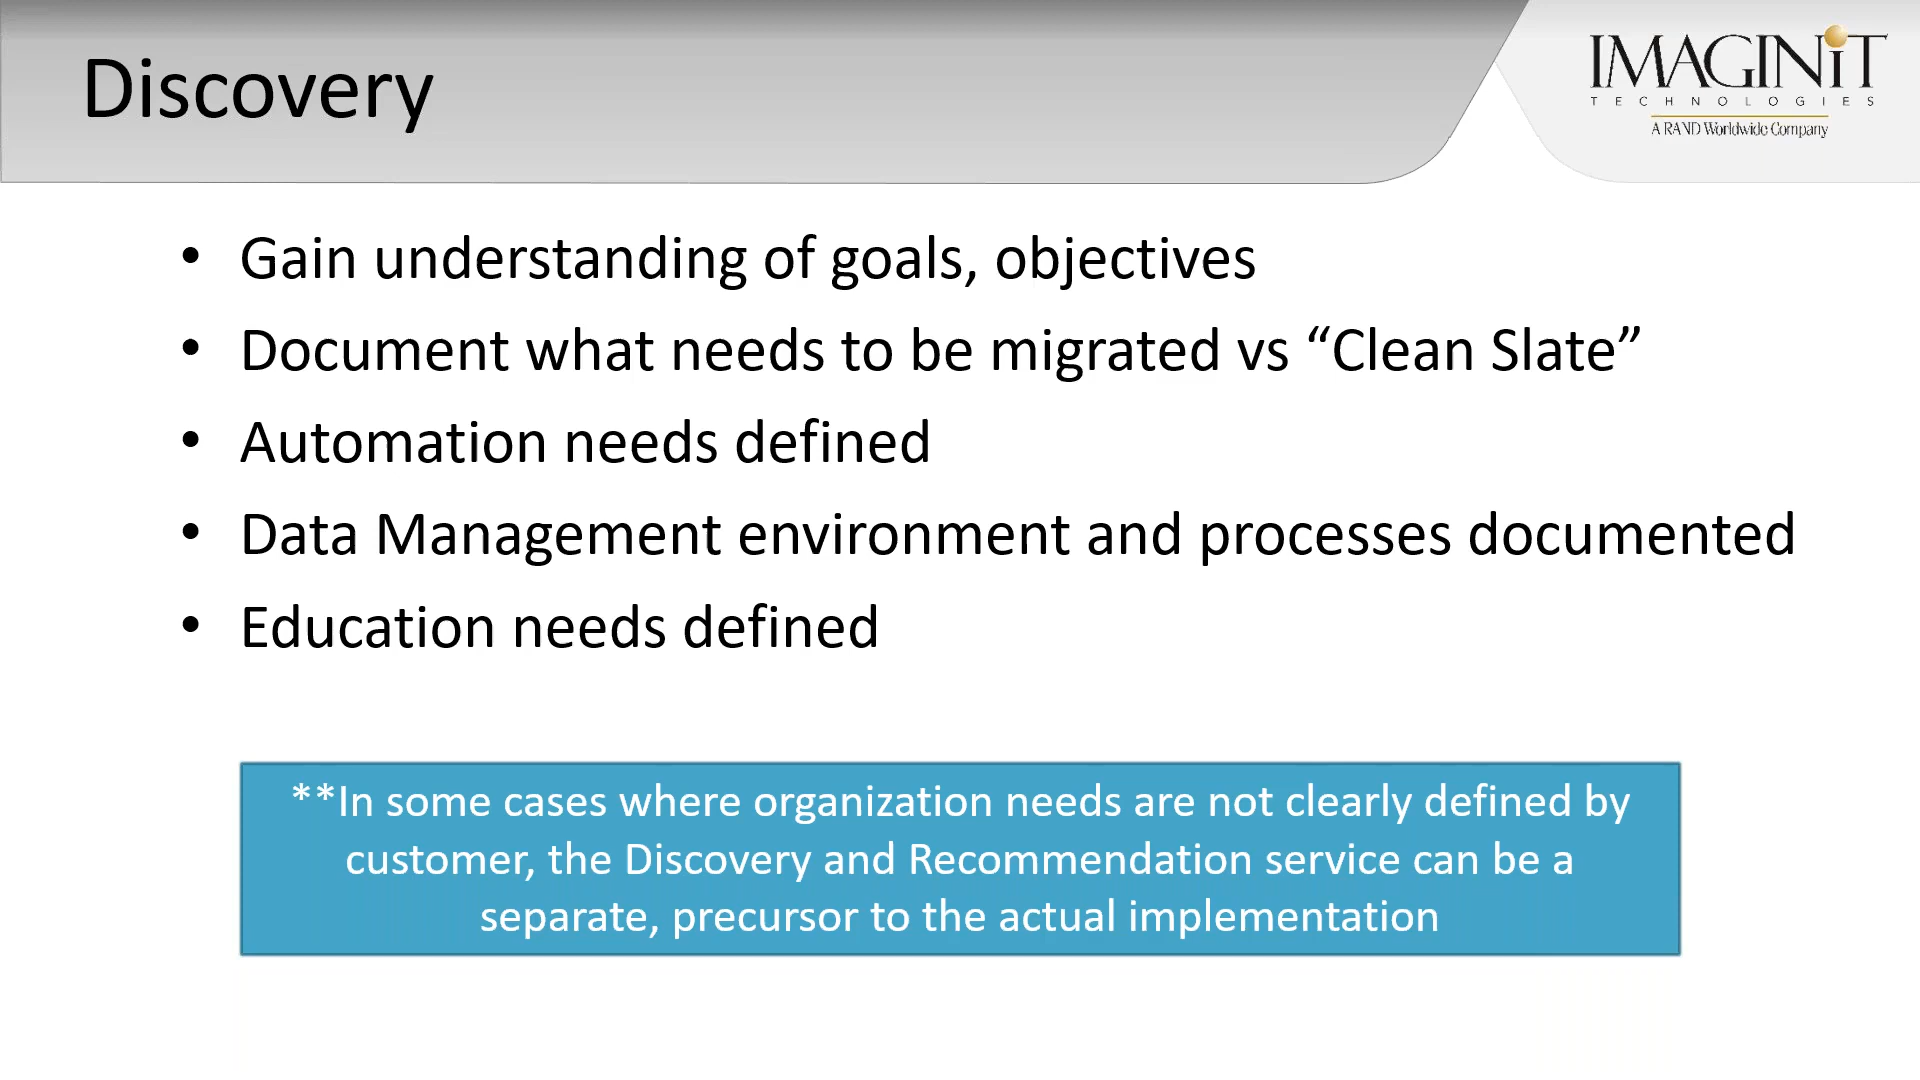 Discovery
IMAGINiT
TECHNOLOGIES
A RAND Worldwide Company
• Gain understanding of goals, objectives
• Document what needs to be migrated vs “Clean Slate”
• Automation needs defined
• Data Management environment and processes documented
• Education needs defined
**In some cases where organization needs are not clearly defined by
customer, the Discovery and Recommendation service can be a
separate, precursor to the actual implementation